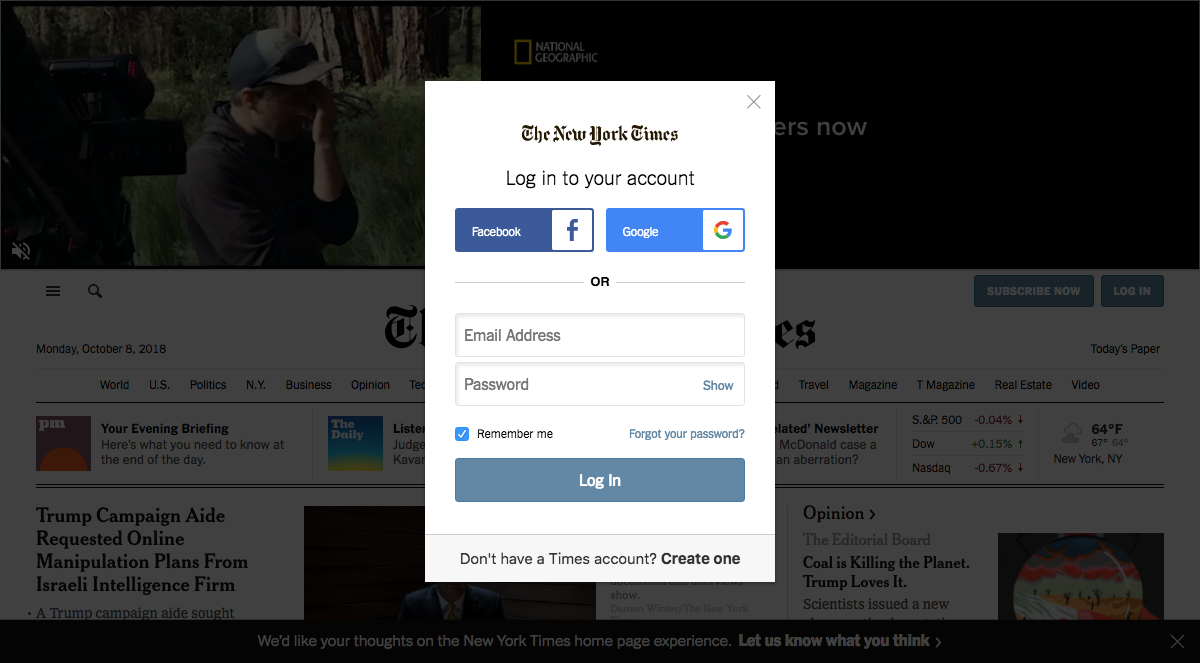 NATIONAL
GEOGRAPHIC
ers now
The New York Times
Log in to your account
Facebook
Google
OR
Email Address
Password
Show
Remember me
Forgot your password?
Log In
Don't have a Times account? Create one
SUBSCRIBE NOW
LOG IN
Monday, October 8, 2018
Today's Paper
World
U.S.
Politics
N.Y.
Business
Opinion
Travel
Magazine
T Magazine
Real Estate
Video
pm
Your Evening Briefing
Here's what you need to know at
the end of the day.
The
Daily
Listen
Judge
Kavan
elated' Newsletter
McDonald case a
an aberration?
S.&P. 500 -0.04% ↓
Dow +0.15% ↑
Nasdaq -0.67% ↓
64°F
67° 64°
New York, NY
Trump Campaign Aide
Requested Online
Manipulation Plans From
Israeli Intelligence Firm
• A Trump campaign aide sought
documents and interviews
show.
Damon Winter/The New York
Opinion >
The Editorial Board
Coal is Killing the Planet.
Trump Loves It.
Scientists issued a new
We'd like your thoughts on the New York Times home page experience. Let us know what you think >